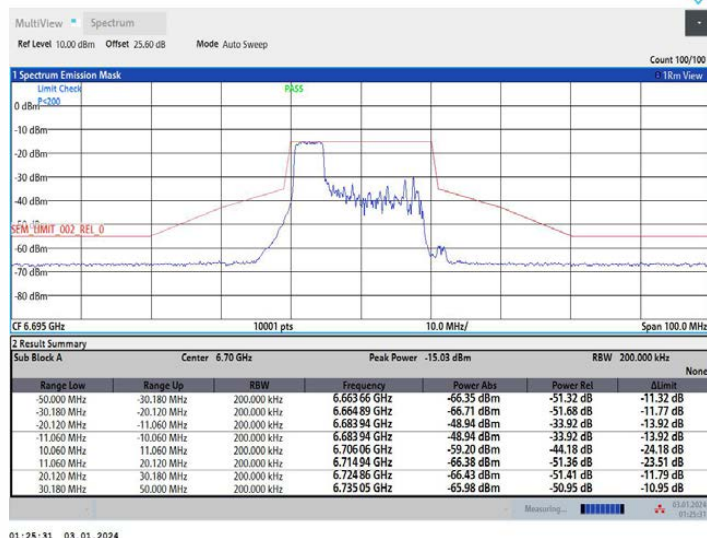 MultiView Spectrum
Ref Level 10.00 dBm Offset 25.60 dB Mode Auto Sweep
Count 100/100
1 Spectrum Emission Mask 1Rm View
Limit Check PASS
P<200
0 dBm
-10 dBm
-20 dBm
-30 dBm
-40 dBm
SEM_LIMIT_002_REL_0
-60 dBm
-70 dBm
-80 dBm
CF 6.695 GHz 10001 pts 10.0 MHz/ Span 100.0 MHz
2 Result Summary
Sub Block A Center 6.70 GHz Peak Power -15.03 dBm RBW 200.000 kHz
None
Range Low Range Up RBW Frequency Power Abs Power Rel ΔLimit
-50.000 MHz -30.180 MHz 200.000 kHz 6.663 66 GHz -66.35 dBm -51.32 dB -11.32 dB
-30.180 MHz -20.120 MHz 200.000 kHz 6.664 89 GHz -66.71 dBm -51.68 dB -11.77 dB
-20.120 MHz -11.060 MHz 200.000 kHz 6.683 94 GHz -48.94 dBm -33.92 dB -13.92 dB
-11.060 MHz -10.060 MHz 200.000 kHz 6.683 94 GHz -48.94 dBm -33.92 dB -13.92 dB
10.060 MHz 11.060 MHz 200.000 kHz 6.706 06 GHz -59.20 dBm -44.18 dB -24.18 dB
11.060 MHz 20.120 MHz 200.000 kHz 6.714 94 GHz -66.38 dBm -51.36 dB -23.51 dB
20.120 MHz 30.180 MHz 200.000 kHz 6.724 86 GHz -66.43 dBm -51.41 dB -11.79 dB
30.180 MHz 50.000 MHz 200.000 kHz 6.735 05 GHz -65.98 dBm -50.95 dB -10.95 dB
Measuring... 03.01.2024
01:25:31
01:25:31 03.01.2024